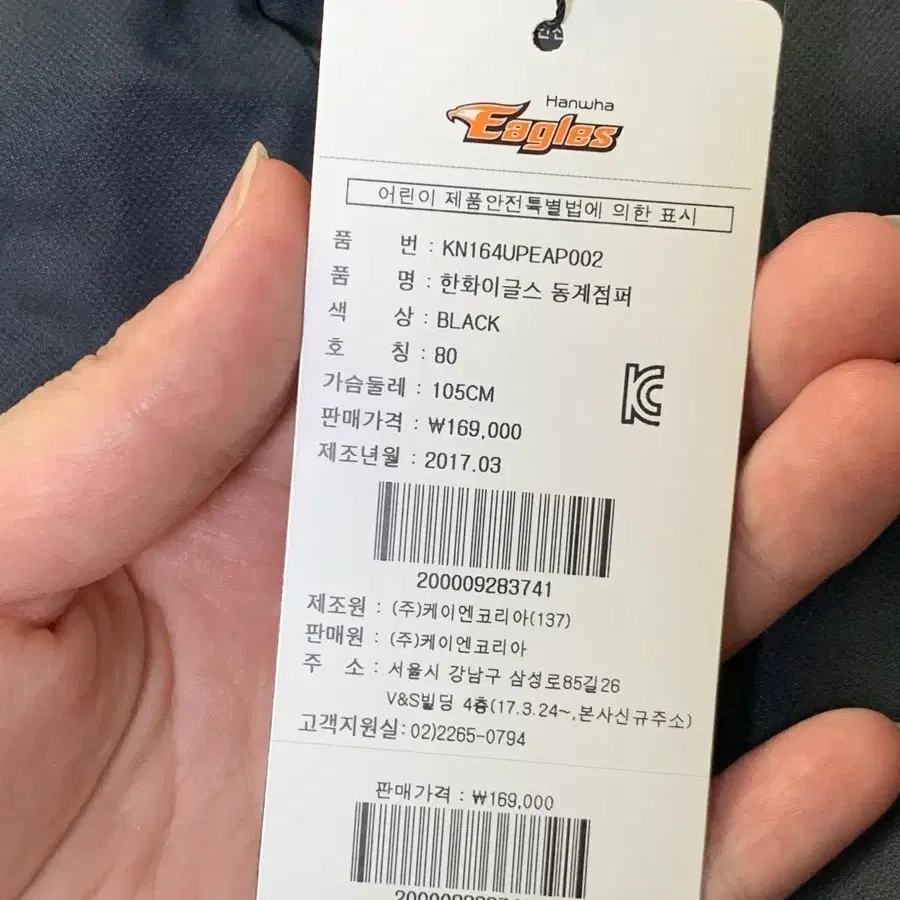 Hanwha
Eagles
어린이 제품안전특별법에 의한 표시
품 번 : KN164UPEAP002
품 명 : 한화이글스 동계점퍼
색 상 : BLACK
호 칭 : 80
가슴둘레 : 105CM
판매가격 : ₩169,000
제조년월 : 2017.03
200009283741
제조원 : (주)케이엔코리아(137)
판매원 : (주)케이엔코리아
주 소 : 서울시 강남구 삼성로85길26
V&S빌딩 4층(17.3.24~,본사신규주소)
고객지원실: 02)2265-0794
판매가격 : ₩169,000